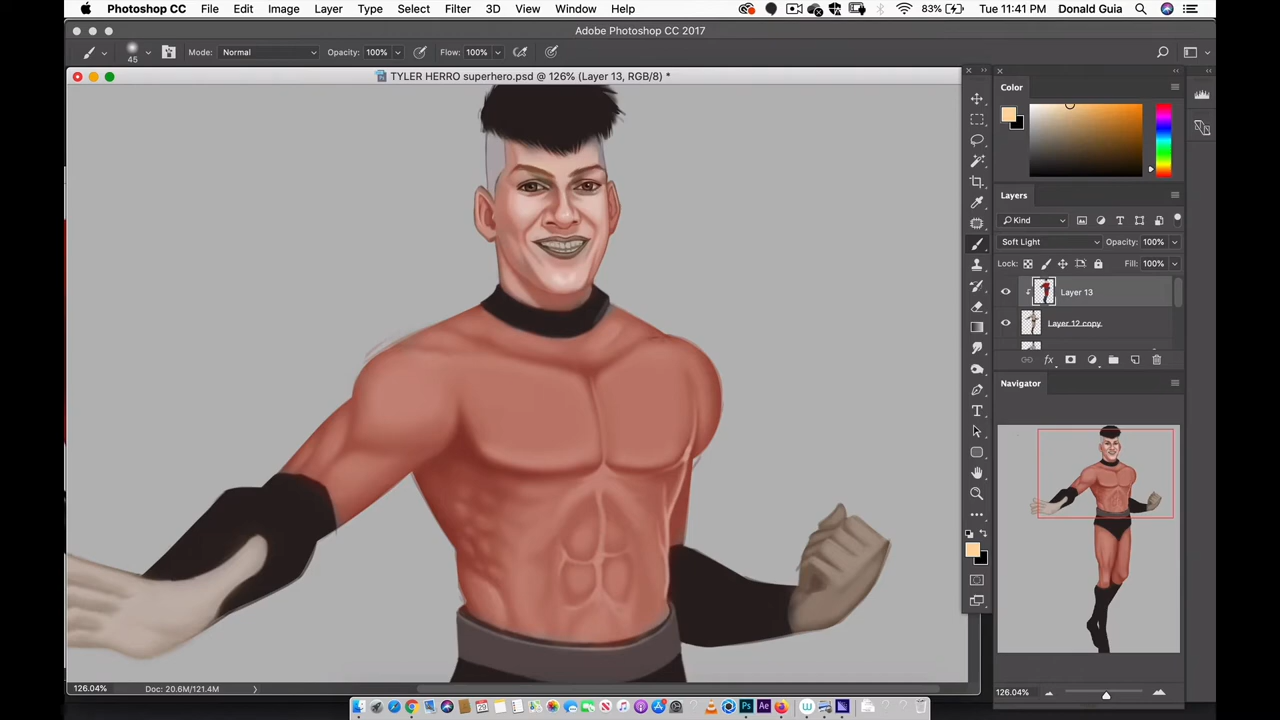 Photoshop CC File Edit Image Layer Type Select Filter 3D View Window Help 83% Tue 11:41 PM Donald Guia
Adobe Photoshop CC 2017
45 Mode: Normal Opacity: 100% Flow: 100%
TYLER HERRO superhero.psd @ 126% (Layer 13, RGB/8) *
Color
Layers
Kind
Soft Light Opacity: 100%
Lock: Fill: 100%
Layer 13
Layer 12 copy
fx
Navigator
126.04%
126.04% Doc: 20.6M/121.4M